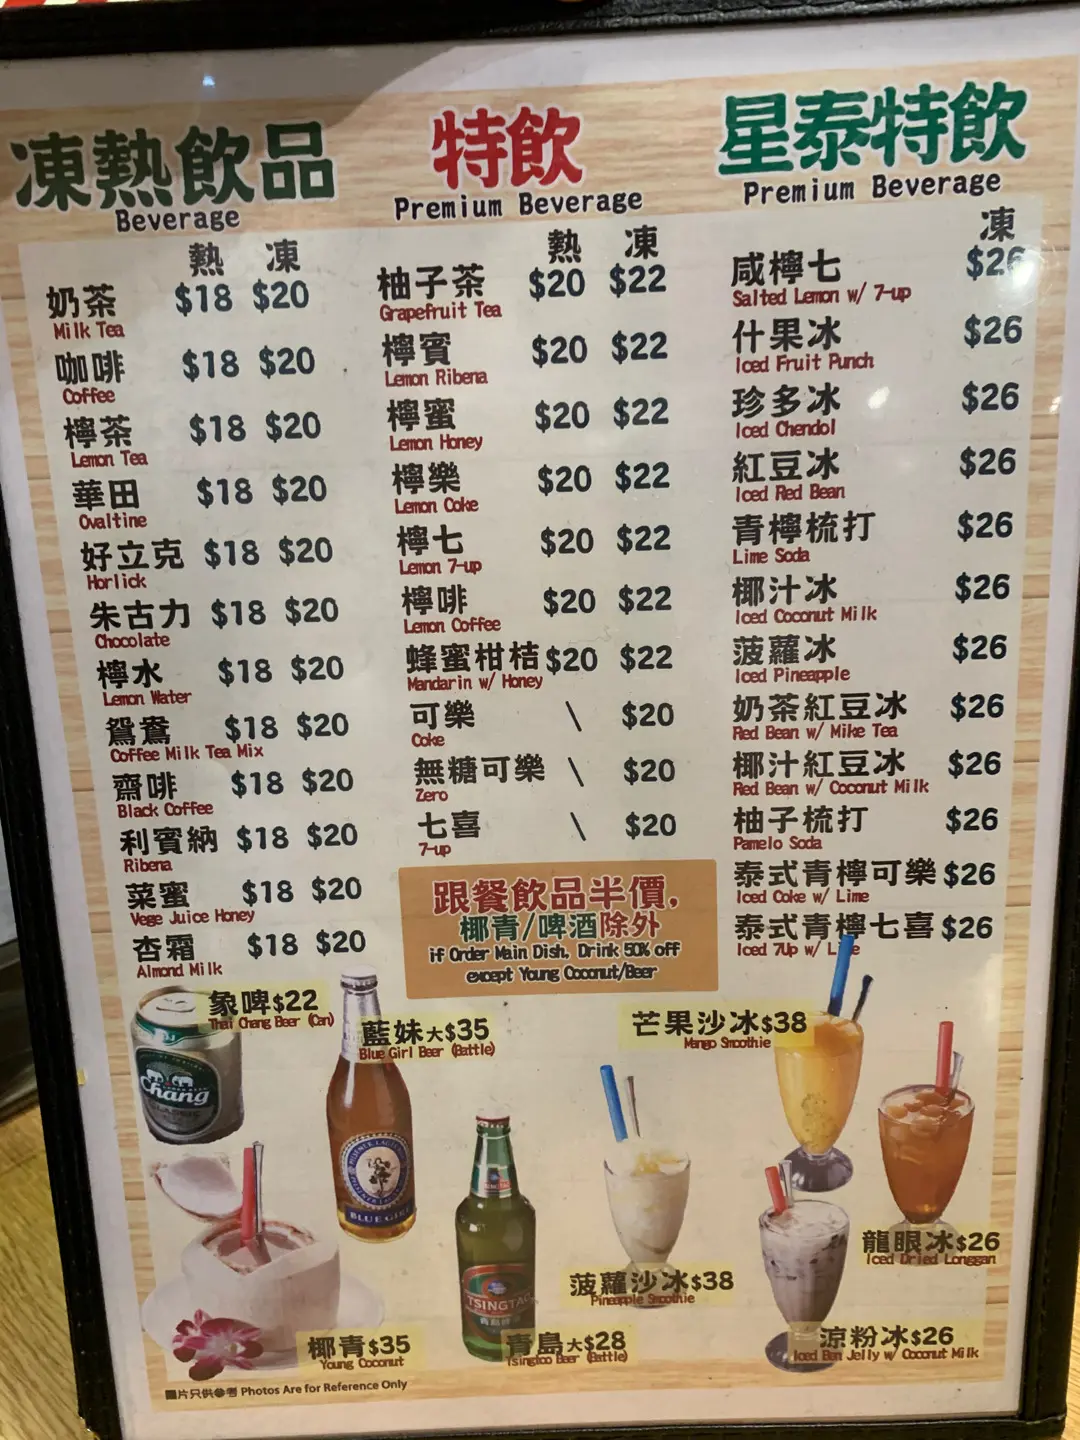 凍熱飲品
Beverage
熱 凍
奶茶 $18 $20
Milk Tea
咖啡 $18 $20
Coffee
檸茶 $18 $20
Lemon Tea
華田 $18 $20
Ovaltine
好立克 $18 $20
Horlick
朱古力 $18 $20
Chocolate
檸水 $18 $20
Lemon Water
鴛鴦 $18 $20
Coffee Milk Tea Mix
齋啡 $18 $20
Black Coffee
利賓納 $18 $20
Ribena
菜蜜 $18 $20
Vege Juice Honey
杏霜 $18 $20
Almond Milk
特飲
Premium Beverage
熱 凍
柚子茶 $20 $22
Grapefruit Tea
檸賓 $20 $22
Lemon Ribena
檸蜜 $20 $22
Lemon Honey
檸樂 $20 $22
Lemon Coke
檸七 $20 $22
Lemon 7-up
檸啡 $20 $22
Lemon Coffee
蜂蜜柑桔 $20 $22
Mandarin w/ Honey
可樂 \ $20
Coke
無糖可樂 \ $20
Zero
七喜 \ $20
7-up
跟餐飲品半價,
椰青/啤酒除外
if Order Main Dish, Drink 50% off
except Young Coconut/Beer
星泰特飲
Premium Beverage
凍
咸檸七 $26
Salted Lemon w/ 7-up
什果冰 $26
Iced Fruit Punch
珍多冰 $26
Iced Chendol
紅豆冰 $26
Iced Red Bean
青檸梳打 $26
Lime Soda
椰汁冰 $26
Iced Coconut Milk
菠蘿冰 $26
Iced Pineapple
奶茶紅豆冰 $26
Red Bean w/ Mike Tea
椰汁紅豆冰 $26
Red Bean w/ Coconut Milk
柚子梳打 $26
Pamelo Soda
泰式青檸可樂 $26
Iced Coke w/ Lime
泰式青檸七喜 $26
Iced 7Up w/ Lime
象啤$22
Thai Chang Beer (Can)
藍妹大$35
Blue Girl Beer (Battle)
芒果沙冰$38
Mango Smoothie
Chang
CLASSIC
BLUE GIRL
TSINGTAO
龍眼冰$26
Iced Dried Longgan
菠蘿沙冰$38
Pineapple Smoothie
椰青$35
Young Coconut
青島大$28
Tsingtoo Beer (Battle)
涼粉冰$26
Iced Ben Jelly w/ Coconut Milk
圖片只供參考 Photos Are for Reference Only